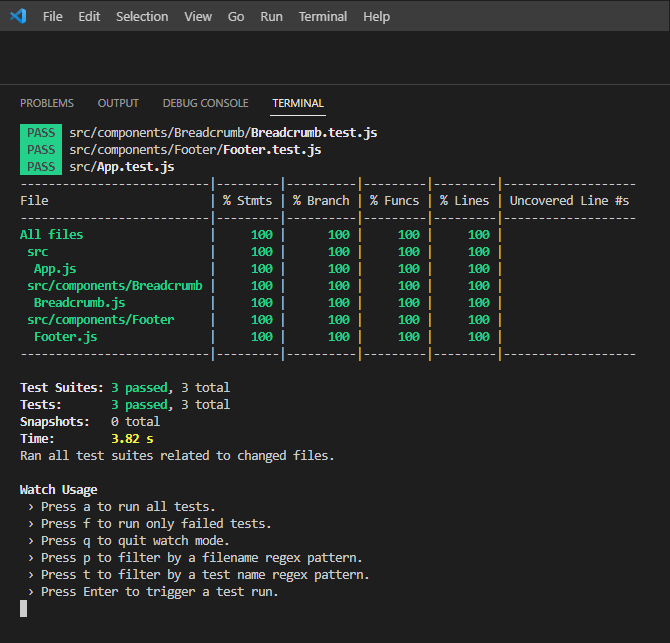 File Edit Selection View Go Run Terminal Help
PROBLEMS OUTPUT DEBUG CONSOLE TERMINAL
PASS src/components/Breadcrumb/Breadcrumb.test.js
PASS src/components/Footer/Footer.test.js
PASS src/App.test.js
---------------------------|---------|----------|---------|---------|-------------------
File                       | % Stmts | % Branch | % Funcs | % Lines | Uncovered Line #s
---------------------------|---------|----------|---------|---------|-------------------
All files                  |     100 |      100 |     100 |     100 |
 src                       |     100 |      100 |     100 |     100 |
  App.js                   |     100 |      100 |     100 |     100 |
 src/components/Breadcrumb |     100 |      100 |     100 |     100 |
  Breadcrumb.js            |     100 |      100 |     100 |     100 |
 src/components/Footer     |     100 |      100 |     100 |     100 |
  Footer.js                |     100 |      100 |     100 |     100 |
---------------------------|---------|----------|---------|---------|-------------------
Test Suites: 3 passed, 3 total
Tests:       3 passed, 3 total
Snapshots:   0 total
Time:        3.82 s
Ran all test suites related to changed files.
Watch Usage
 › Press a to run all tests.
 › Press f to run only failed tests.
 › Press q to quit watch mode.
 › Press p to filter by a filename regex pattern.
 › Press t to filter by a test name regex pattern.
 › Press Enter to trigger a test run.